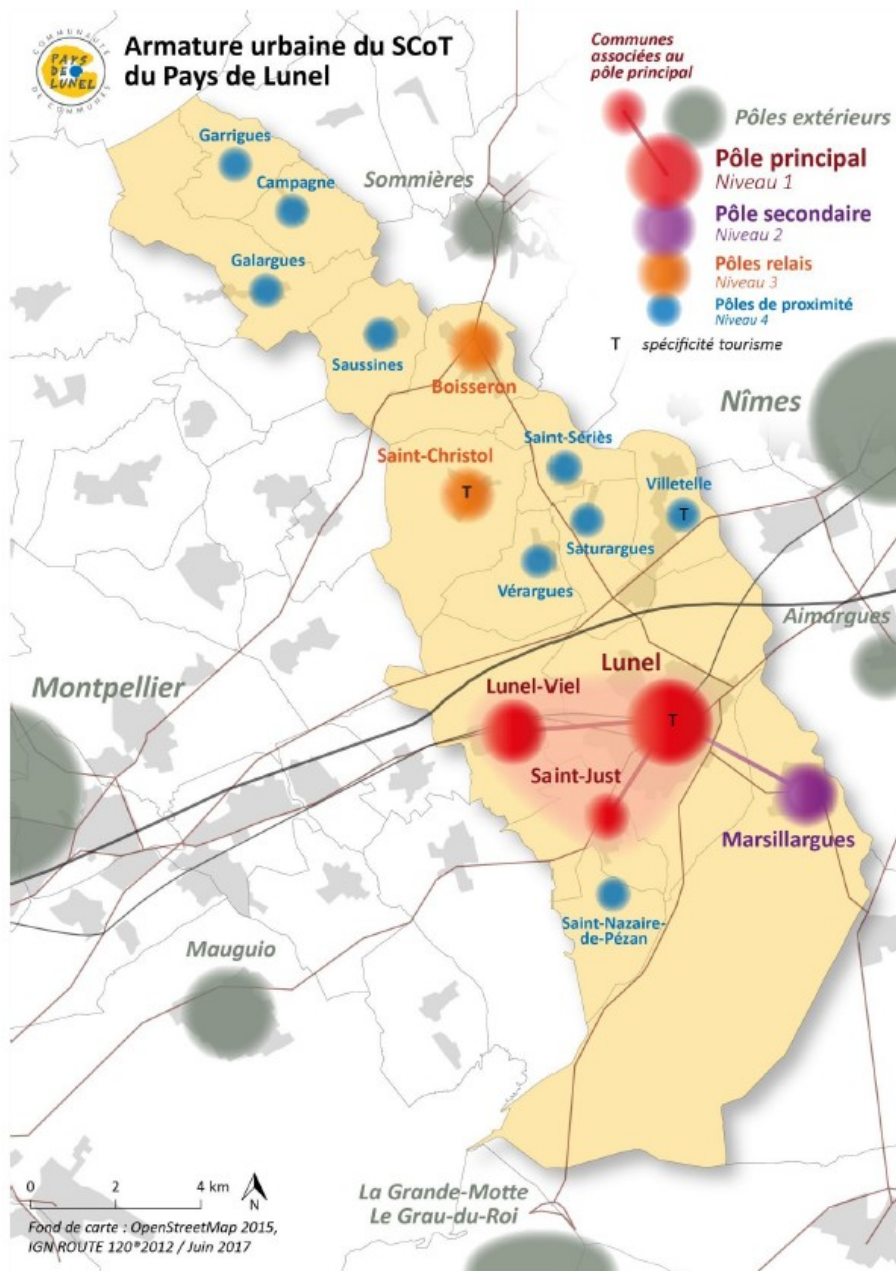 COMMUNAUTÉ
PAYS
DE
LUNEL
DE COMMUNES
Armature urbaine du SCoT
du Pays de Lunel
Communes
associées au
pôle principal
Pôles extérieurs
Pôle principal
Niveau 1
Pôle secondaire
Niveau 2
Pôles relais
Niveau 3
Pôles de proximité
Niveau 4
T spécificité tourisme
Garrigues
Campagne
Sommières
Galargues
Saussines
Boisseron
Nîmes
Saint-Christol
T
Saint-Sériès
Villetelle
T
Saturargues
Vérargues
Aimargues
Montpellier
Lunel
Lunel-Viel
T
Saint-Just
Marsillargues
Saint-Nazaire-
de-Pézan
Mauguio
La Grande-Motte
Le Grau-du-Roi
0 2 4 km
N
Fond de carte : OpenStreetMap 2015,
IGN ROUTE 120®2012 / Juin 2017